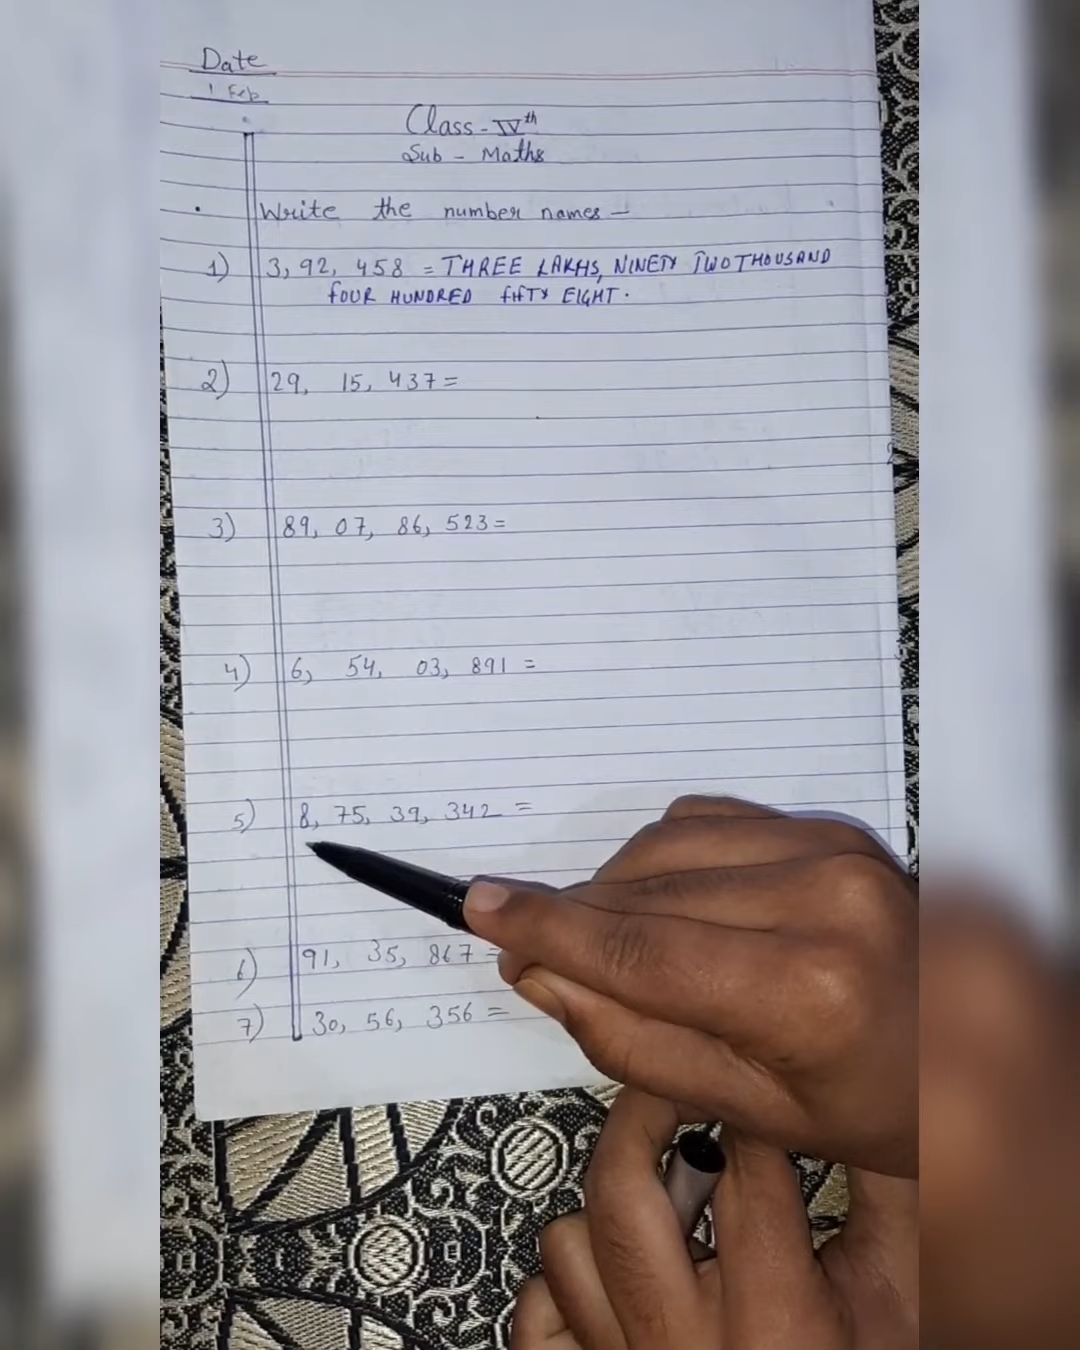 Date
1 Feb
Class - IVth
Sub - Maths
Write the number names -
1) 3, 92, 458 = THREE LAKHS, NINETY TWO THOUSAND
FOUR HUNDRED FIFTY EIGHT.
2) 29, 15, 437 =
3) 89, 07, 86, 523 =
4) 6, 54, 03, 891 =
5) 8, 75, 39, 342 =
6) 91, 35, 867 =
7) 30, 56, 356 =